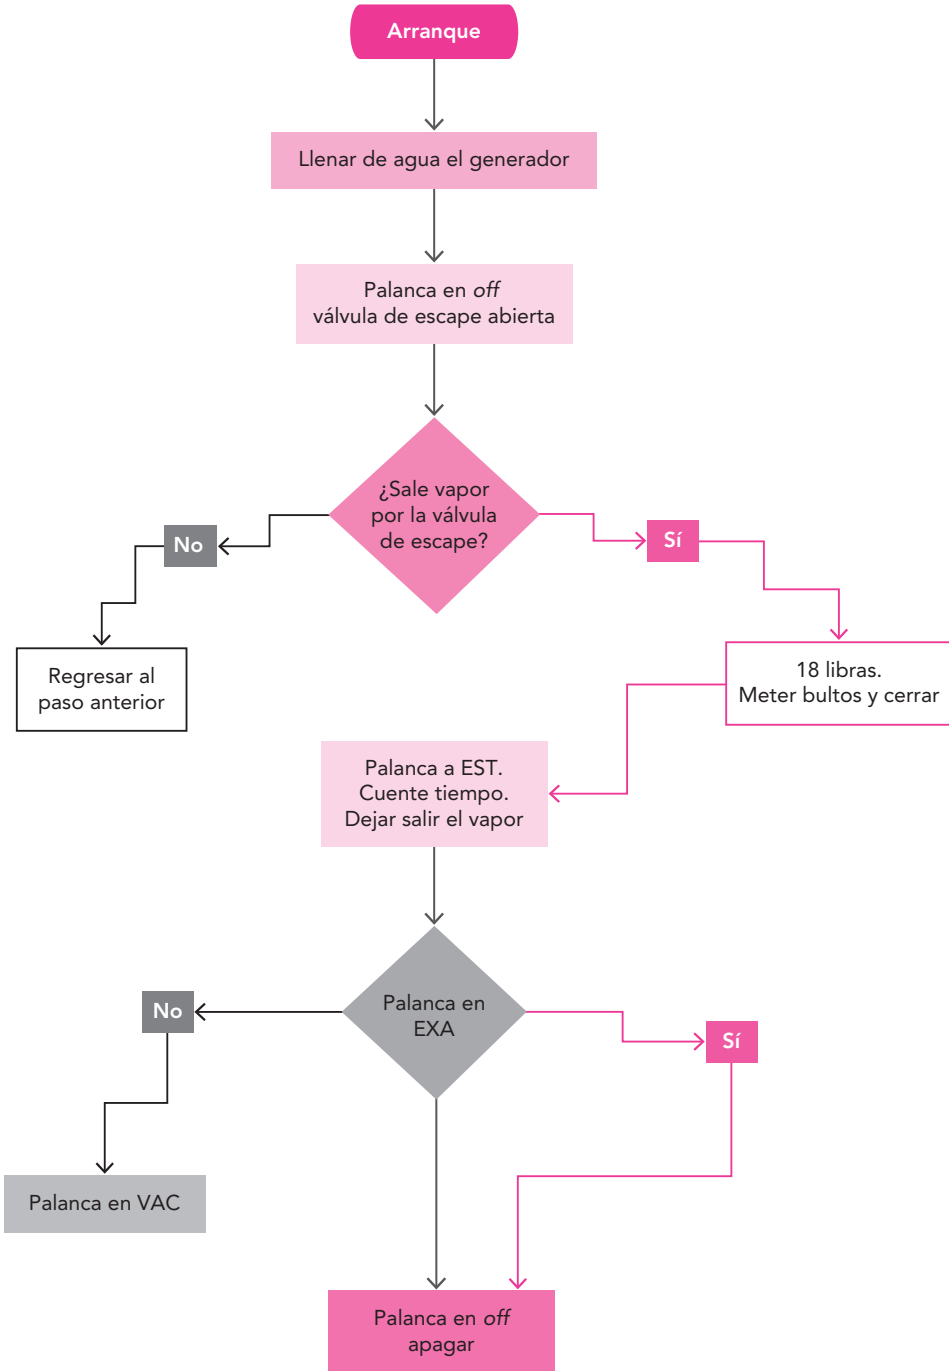 Arranque
Llenar de agua el generador
Palanca en off
válvula de escape abierta
¿Sale vapor
por la válvula
de escape?
No
Sí
Regresar al
paso anterior
18 libras.
Meter bultos y cerrar
Palanca a EST.
Cuente tiempo.
Dejar salir el vapor
Palanca en
EXA
No
Sí
Palanca en VAC
Palanca en off
apagar